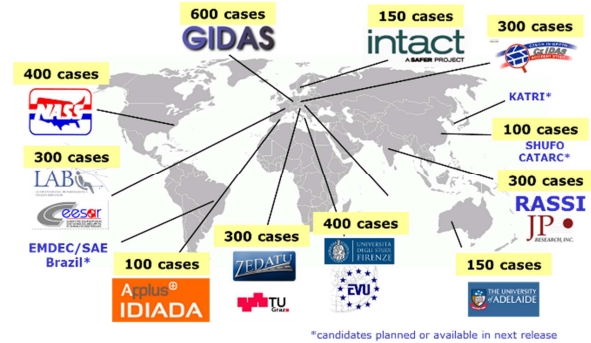 600 cases
GIDAS
150 cases
intact
A SAFER PROJECT
300 cases
CzIDAS
400 cases
NASS
KATRI*
100 cases
SHUFO
CATARC*
300 cases
LAB
ceesar
300 cases
RASSI
JP
RESEARCH, INC.
EMDEC/SAE
Brazil*
100 cases
Applus+
IDIADA
300 cases
ZEDATU
TU
Graz
400 cases
UNIVERSITÀ
DEGLI STUDI
FIRENZE
EVU
150 cases
THE UNIVERSITY
of ADELAIDE
*candidates planned or available in next release